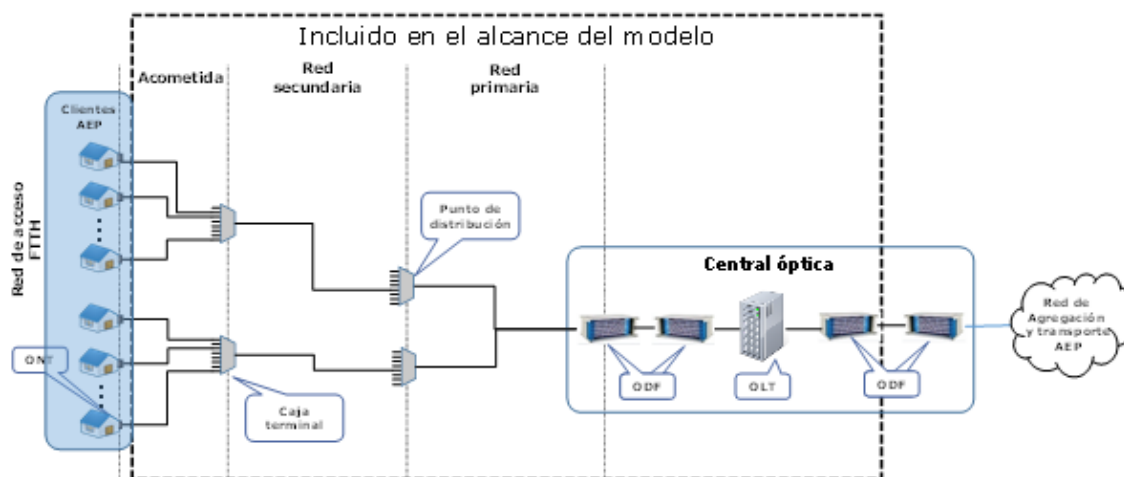 Incluido en el alcance del modelo
Acometida
Red
secundaria
Red
primaria
Clientes
AEP
Red de acceso
FTTH
Punto de
distribución
Central óptica
Red de
Agregación
y transporte
AEP
ONT
ODF
OLT
ODF
Caja
terminal